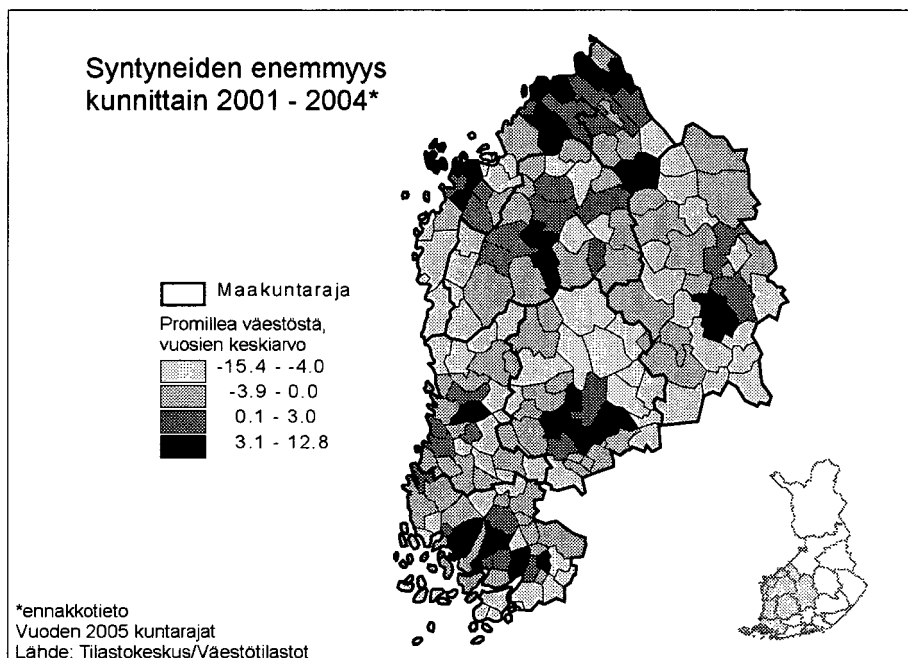 Syntyneiden enemmyys
kunnittain 2001 - 2004*
Maakuntaraja
Promillea väestöstä,
vuosien keskiarvo
-15.4 - -4.0
-3.9 - 0.0
0.1 - 3.0
3.1 - 12.8
*ennakkotieto
Vuoden 2005 kuntarajat
Lähde: Tilastokeskus/Väestötilastot